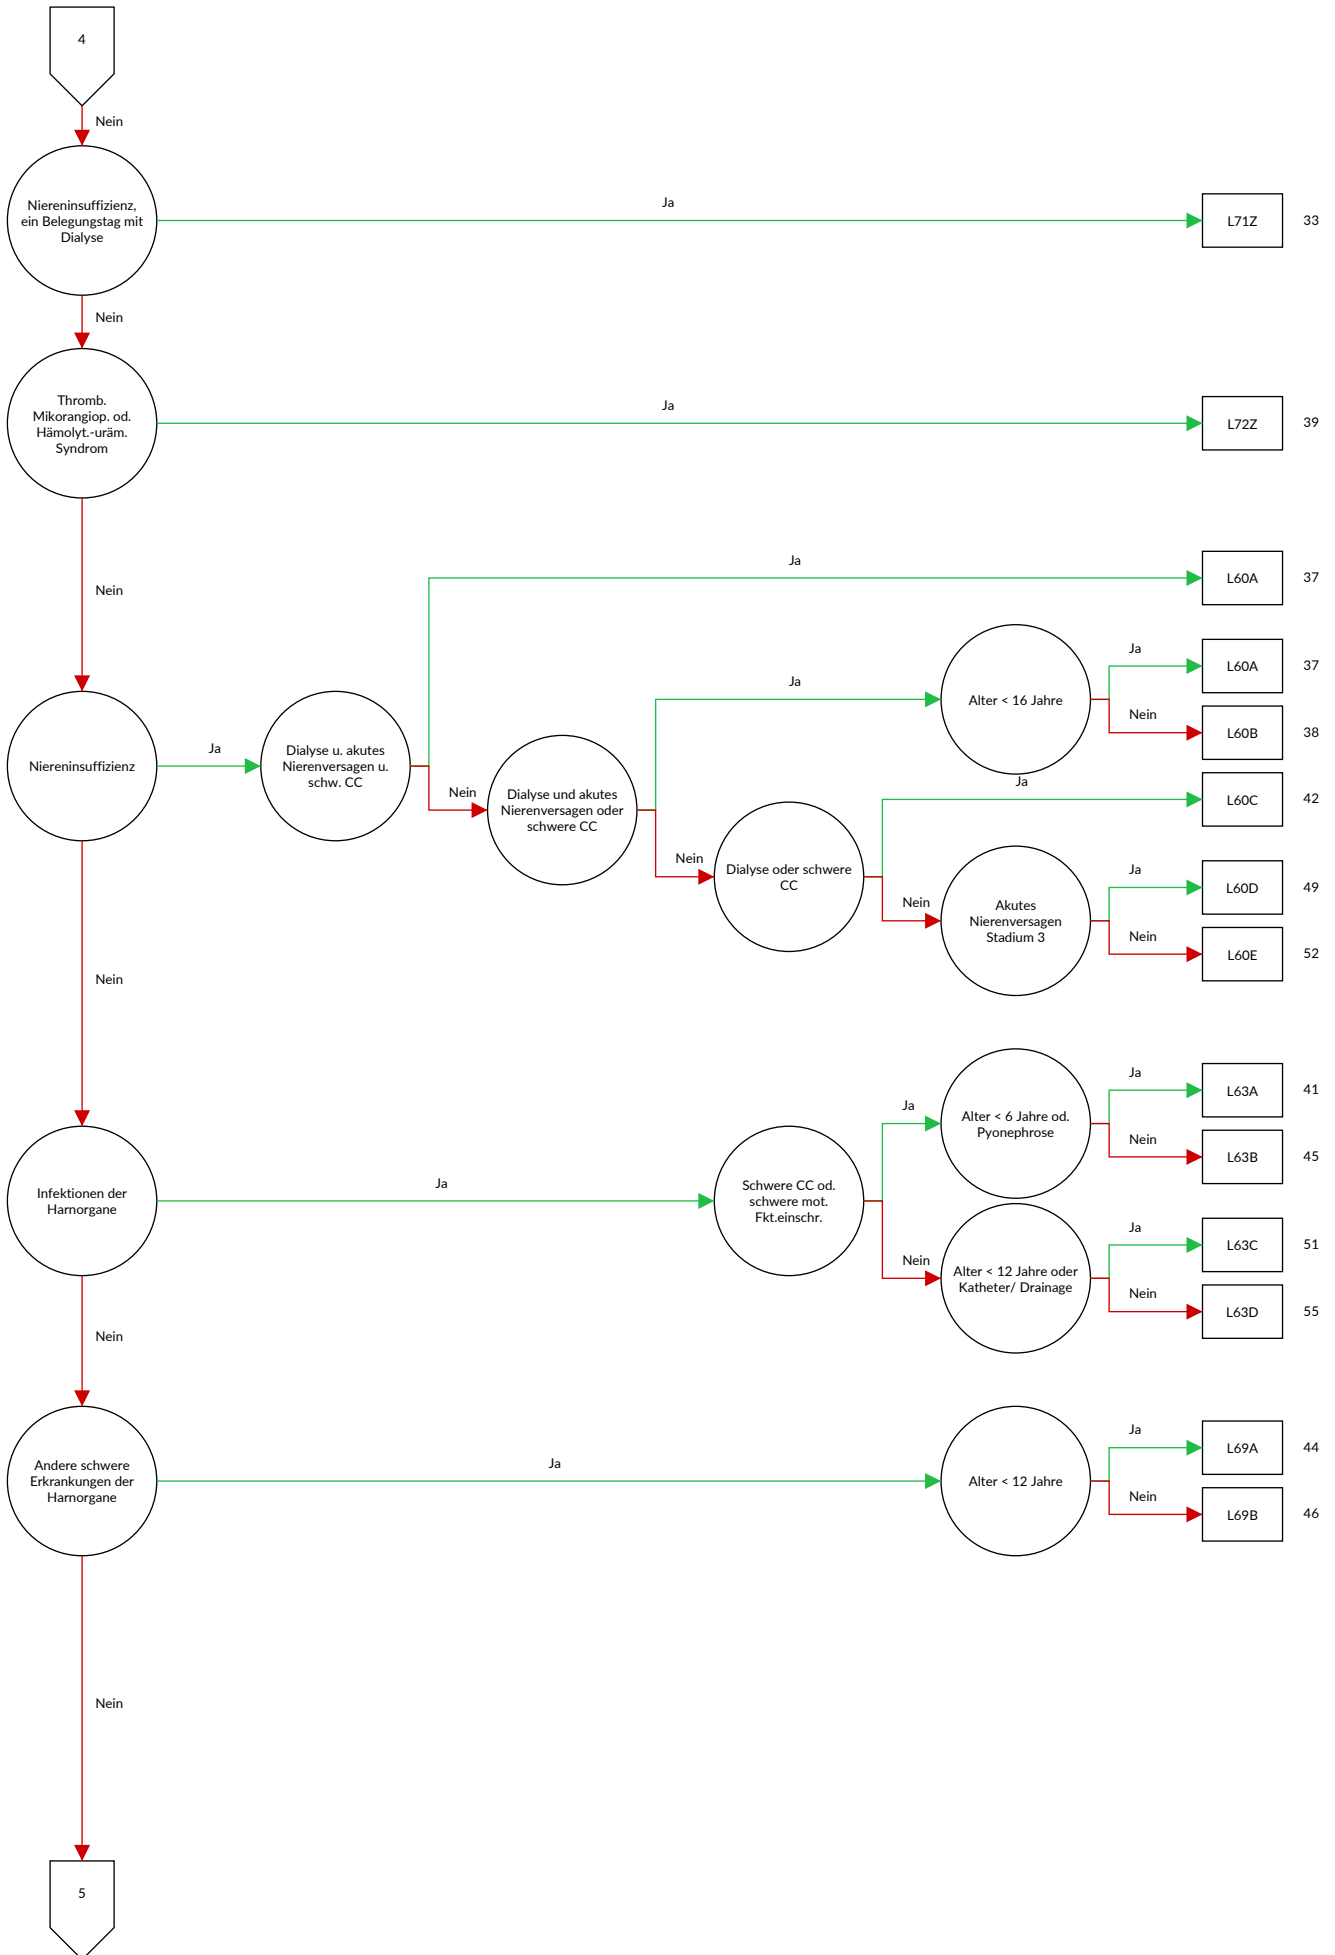 4
Nein
Niereninsuffizienz,
ein Belegungstag mit
Dialyse
Ja
L71Z
33
Nein
Thromb.
Mikorangiop. od.
Hämolyt.-uräm.
Syndrom
Ja
L72Z
39
Nein
Niereninsuffizienz
Ja
Dialyse u. akutes
Nierenversagen u.
schw. CC
Ja
L60A
37
Nein
Dialyse und akutes
Nierenversagen oder
schwere CC
Ja
Alter < 16 Jahre
Ja
L60A
37
Nein
L60B
38
Nein
Dialyse oder schwere
CC
Ja
L60C
42
Nein
Akutes
Nierenversagen
Stadium 3
Ja
L60D
49
Nein
L60E
52
Nein
Infektionen der
Harnorgane
Ja
Schwere CC od.
schwere mot.
Fkt.einschr.
Ja
Alter < 6 Jahre od.
Pyonephrose
Ja
L63A
41
Nein
L63B
45
Nein
Alter < 12 Jahre oder
Katheter/ Drainage
Ja
L63C
51
Nein
L63D
55
Nein
Andere schwere
Erkrankungen der
Harnorgane
Ja
Alter < 12 Jahre
Ja
L69A
44
Nein
L69B
46
Nein
5